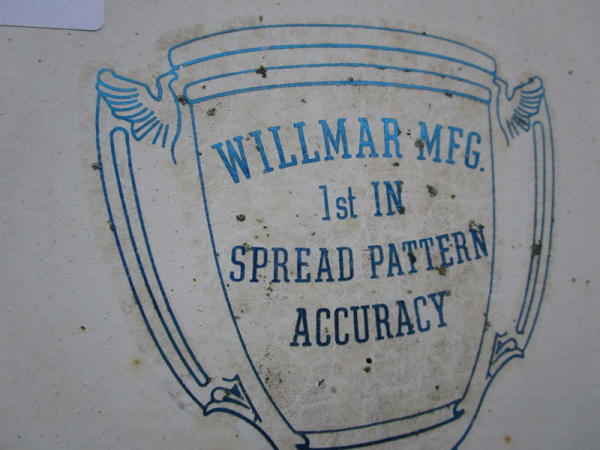 WILLMAR MFG.
1st IN
SPREAD PATTERN
ACCURACY